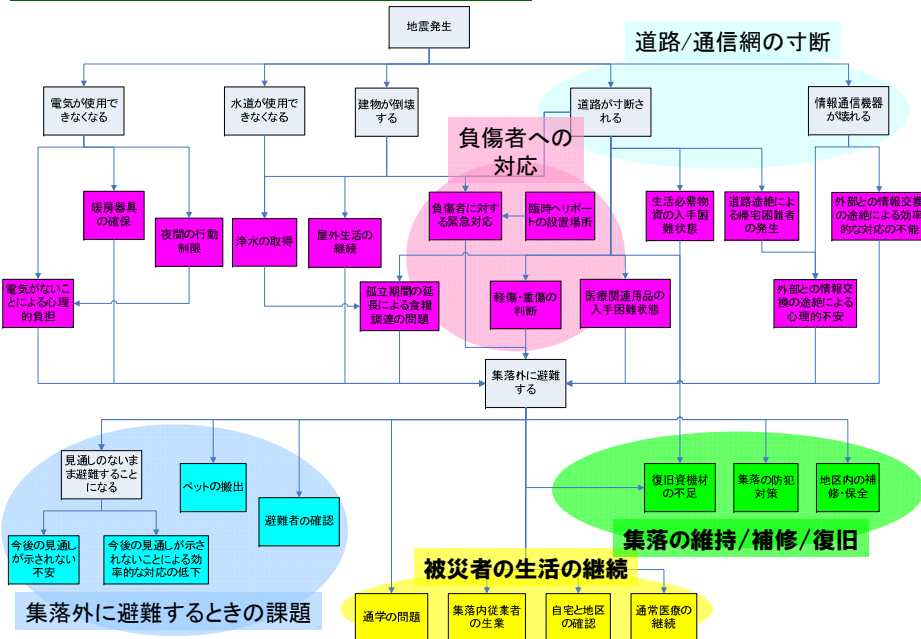 地震発生
道路/通信網の寸断
電気が使用で
きなくなる
水道が使用で
きなくなる
建物が倒壊
する
道路が寸断さ
れる
情報通信機器
が壊れる
負傷者への
対応
暖房器具
の確保
夜間の行動
制限
浄水の取得
屋外生活の
継続
負傷者に対す
る緊急対応
臨時ヘリポー
トの設置場所
生活必需物
資の入手困
難状態
道路途絶によ
る帰宅困難者
の発生
外部との情報交換
の途絶による効率
的な対応の不能
電気がないこ
とによる心理
的負担
孤立期間の延
長による食糧
調達の問題
軽傷・重傷の
判断
医療関連用品の
入手困難状態
外部との情報交
換の途絶による
心理的不安
集落外に避難
する
見通しのないま
ま避難すること
になる
ペットの搬出
避難者の確認
今後の見通し
が示されない
不安
今後の見通しが示さ
れないことによる効
率的な対応の低下
集落外に避難するときの課題
復旧資機材
の不足
集落の防犯
対策
地区内の補
修・保全
集落の維持/補修/復旧
被災者の生活の継続
通学の問題
集落内従業者
の生業
自宅と地区
の確認
通常医療の
継続